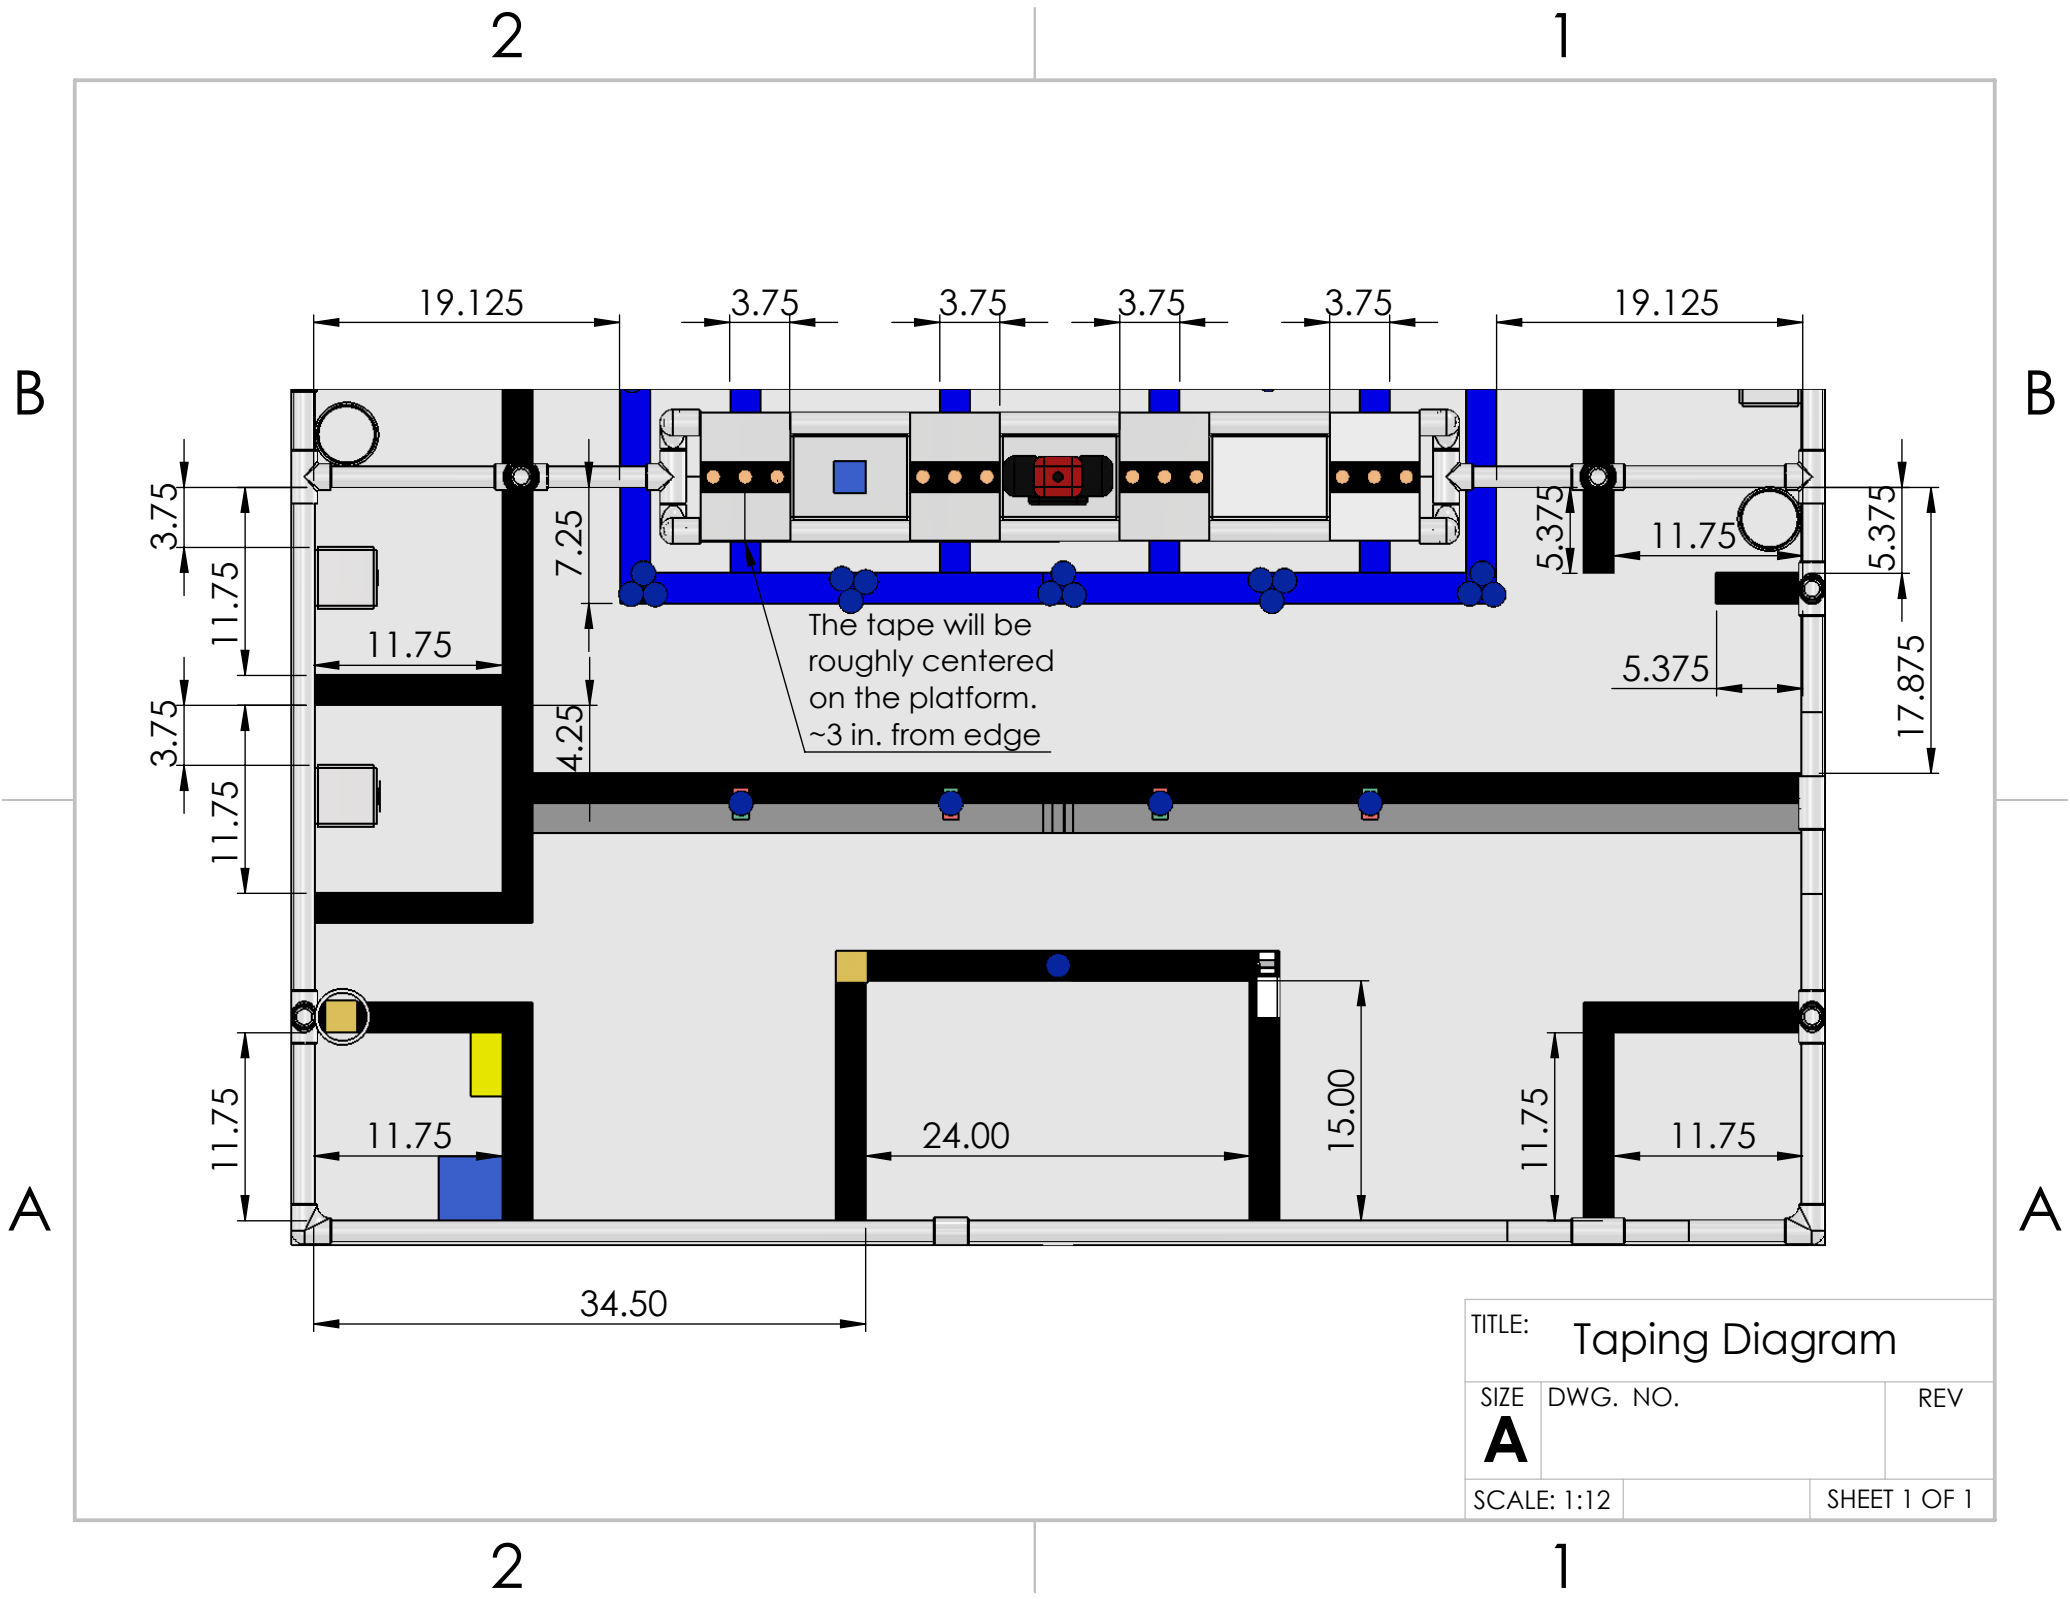 2
1
19.125
3.75
3.75
3.75
3.75
19.125
B
B
3.75
11.75
7.25
5.375
11.75
5.375
The tape will be
roughly centered
on the platform.
~3 in. from edge
11.75
5.375
17.875
3.75
4.25
11.75
11.75
11.75
24.00
15.00
11.75
11.75
A
A
34.50
TITLE:
Taping Diagram
SIZE
DWG. NO.
REV
A
SCALE: 1:12
SHEET 1 OF 1
2
1